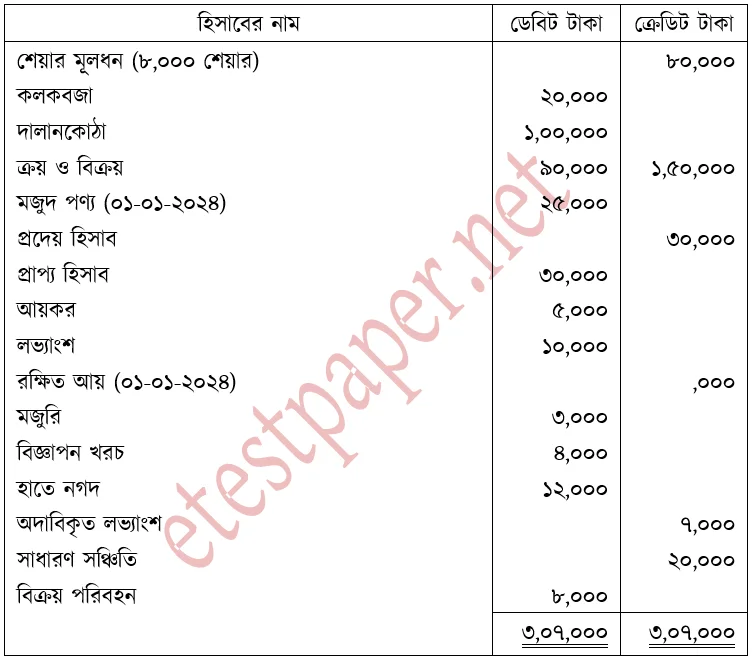 হিসাবের নাম ডেবিট টাকা ক্রেডিট টাকা
শেয়ার মূলধন (৮,০০০ শেয়ার) ৮০,০০০
কলকবজা ২০,০০০
দালানকোঠা ১,০০,০০০
ক্রয় ও বিক্রয় ৯০,০০০ ১,৫০,০০০
মজুদ পণ্য (০১-০১-২০২৪) ২৫,০০০
প্রদেয় হিসাব ৩০,০০০
প্রাপ্য হিসাব ৩০,০০০
আয়কর ৫,০০০
লভ্যাংশ ১০,০০০
রক্ষিত আয় (০১-০১-২০২৪) ,০০০
মজুরি ৩,০০০
বিজ্ঞাপন খরচ ৪,০০০
হাতে নগদ ১২,০০০
অদাবিকৃত লভ্যাংশ ৭,০০০
সাধারণ সঞ্চিতি ২০,০০০
বিক্রয় পরিবহন ৮,০০০
৩,০৭,০০০ ৩,০৭,০০০
etestpaper.net